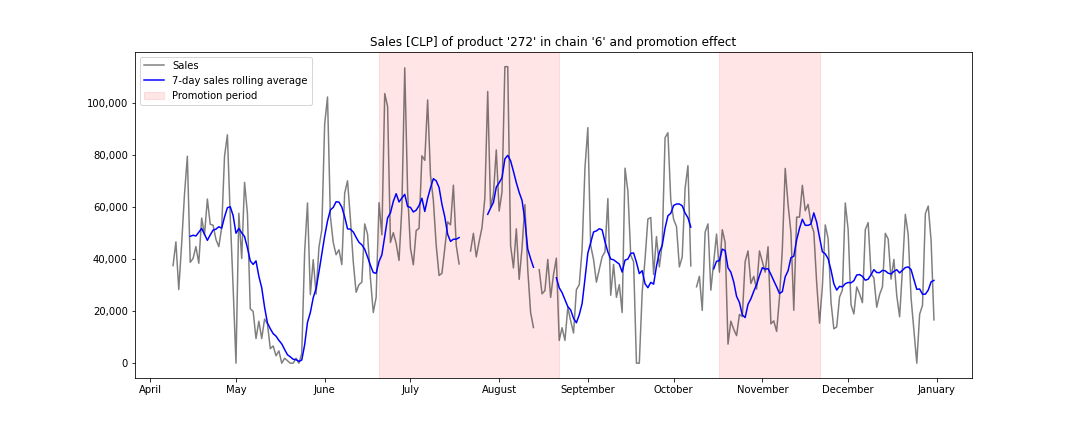 Sales [CLP] of product '272' in chain '6' and promotion effect
Sales
7-day sales rolling average
Promotion period
100,000
80,000
60,000
40,000
20,000
0
April May June July August September October November December January